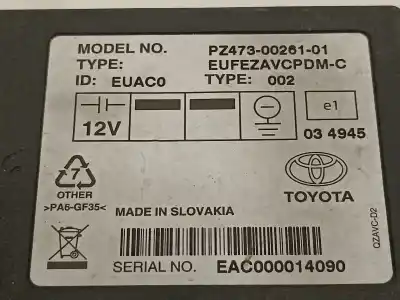 MODEL NO. PZ473-00261-01
TYPE: EUFEZAVCPDM-C
ID: EUAC0 TYPE: 002
12V
e1
03 4945
7
OTHER
>PA6-GF35<
TOYOTA
MADE IN SLOVAKIA
SERIAL NO. EAC000014090
QZAVC-D2